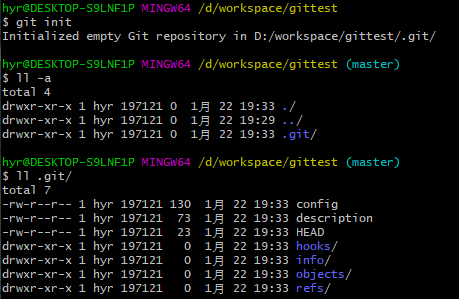 hyr@DESKTOP-S9LNF1P MINGW64 /d/workspace/gittest
$ git init
Initialized empty Git repository in D:/workspace/gittest/.git/
hyr@DESKTOP-S9LNF1P MINGW64 /d/workspace/gittest (master)
$ ll -a
total 4
drwxr-xr-x 1 hyr 197121 0 1月 22 19:33 ./
drwxr-xr-x 1 hyr 197121 0 1月 22 19:29 ../
drwxr-xr-x 1 hyr 197121 0 1月 22 19:33 .git/
hyr@DESKTOP-S9LNF1P MINGW64 /d/workspace/gittest (master)
$ ll .git/
total 7
-rw-r--r-- 1 hyr 197121 130 1月 22 19:33 config
-rw-r--r-- 1 hyr 197121 73 1月 22 19:33 description
-rw-r--r-- 1 hyr 197121 23 1月 22 19:33 HEAD
drwxr-xr-x 1 hyr 197121 0 1月 22 19:33 hooks/
drwxr-xr-x 1 hyr 197121 0 1月 22 19:33 info/
drwxr-xr-x 1 hyr 197121 0 1月 22 19:33 objects/
drwxr-xr-x 1 hyr 197121 0 1月 22 19:33 refs/